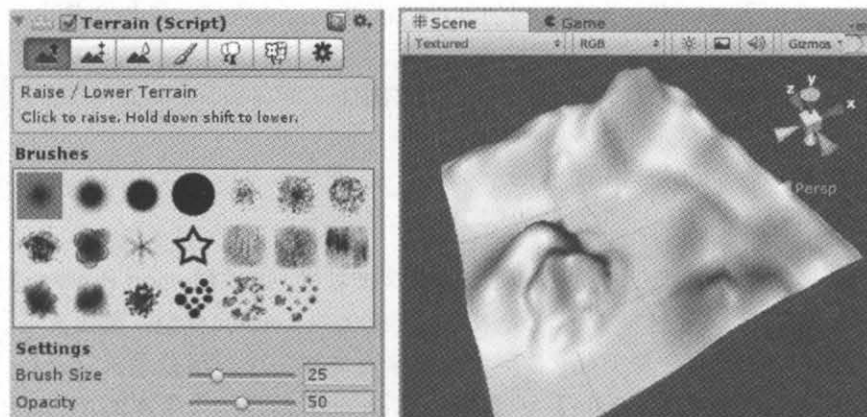 Terrain (Script)
Raise / Lower Terrain
Click to raise. Hold down shift to lower.
Brushes
Settings
Brush Size 25
Opacity 50
Scene
Game
Textured
RGB
Gizmos
y
z
x
Persp